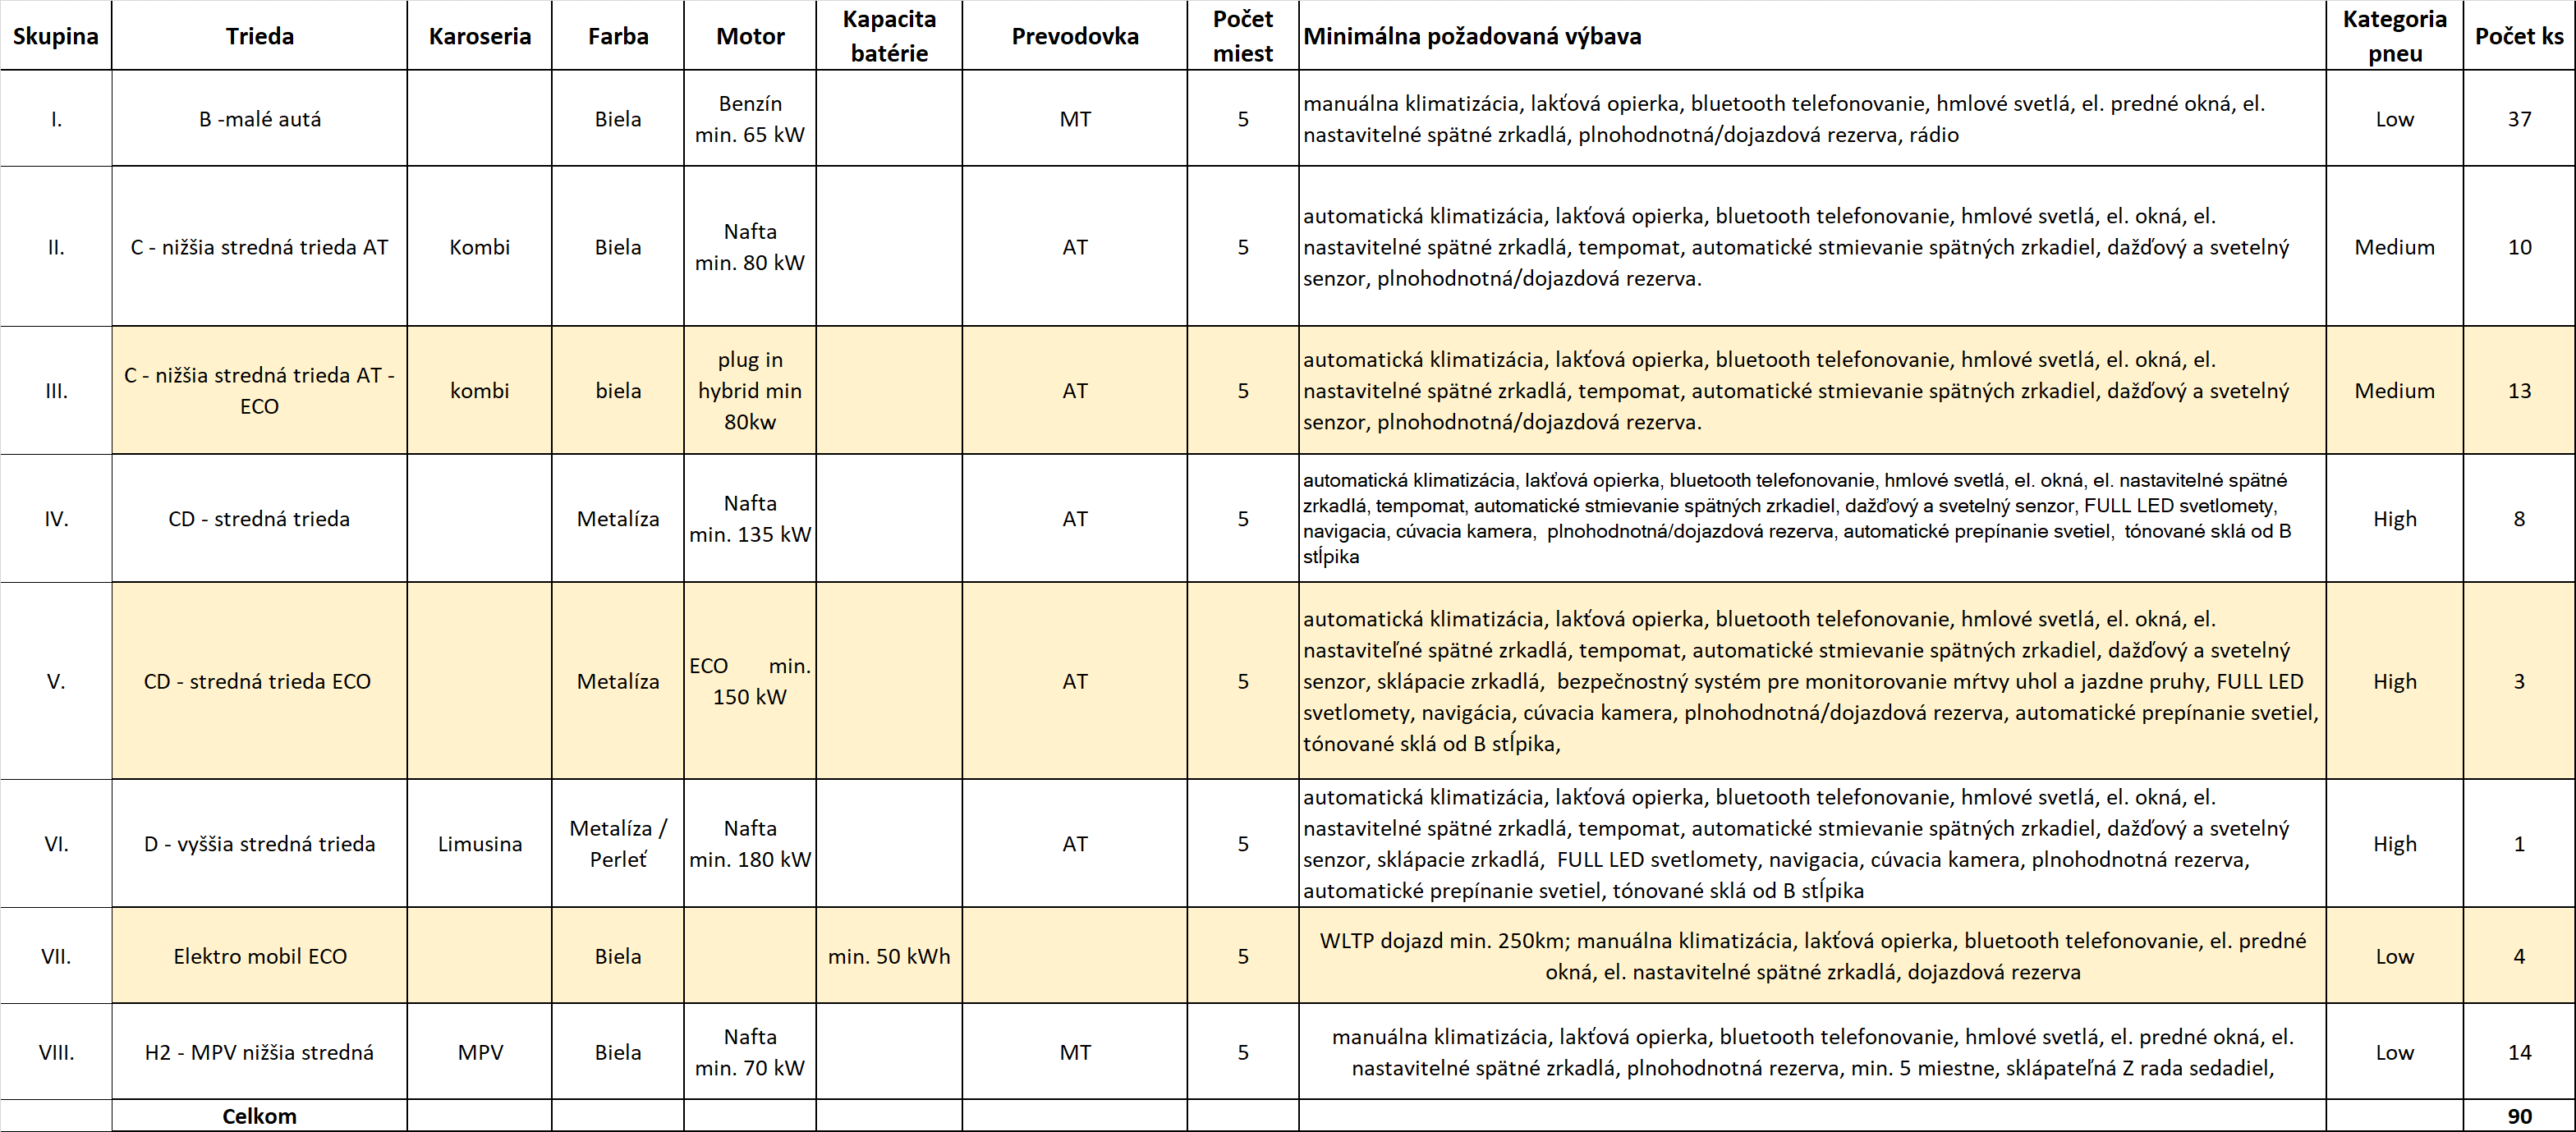 Skupina Trieda Karoseria Farba Motor Kapacita batérie Prevodovka Počet miest Minimálna požadovaná výbava Kategoria pneu Počet ks
I. B -malé autá Biela Benzín min. 65 kW MT 5 manuálna klimatizácia, lakťová opierka, bluetooth telefonovanie, hmlové svetlá, el. predné okná, el.
nastavitelné spätné zrkadlá, plnohodnotná/dojazdová rezerva, rádio Low 37
II. C - nižšia stredná trieda AT Kombi Biela Nafta min. 80 kW AT 5 automatická klimatizácia, lakťová opierka, bluetooth telefonovanie, hmlové svetlá, el. okná, el.
nastavitelné spätné zrkadlá, tempomat, automatické stmievanie spätných zrkadiel, dažďový a svetelný
senzor, plnohodnotná/dojazdová rezerva. Medium 10
III. C - nižšia stredná trieda AT - ECO kombi biela plug in hybrid min 80kw AT 5 automatická klimatizácia, lakťová opierka, bluetooth telefonovanie, hmlové svetlá, el. okná, el.
nastavitelné spätné zrkadlá, tempomat, automatické stmievanie spätných zrkadiel, dažďový a svetelný
senzor, plnohodnotná/dojazdová rezerva. Medium 13
IV. CD - stredná trieda Metalíza Nafta min. 135 kW AT 5 automatická klimatizácia, lakťová opierka, bluetooth telefonovanie, hmlové svetlá, el. okná, el. nastavitelné spätné
zrkadlá, tempomat, automatické stmievanie spätných zrkadiel, dažďový a svetelný senzor, FULL LED svetlomety,
navigacia, cúvacia kamera, plnohodnotná/dojazdová rezerva, automatické prepínanie svetiel, tónované sklá od B
stĺpika High 8
V. CD - stredná trieda ECO Metalíza ECO min. 150 kW AT 5 automatická klimatizácia, lakťová opierka, bluetooth telefonovanie, hmlové svetlá, el. okná, el.
nastaviteľné spätné zrkadlá, tempomat, automatické stmievanie spätných zrkadiel, dažďový a svetelný
senzor, sklápacie zrkadlá, bezpečnostný systém pre monitorovanie mŕtvy uhol a jazdne pruhy, FULL LED
svetlomety, navigácia, cúvacia kamera, plnohodnotná/dojazdová rezerva, automatické prepínanie svetiel,
tónované sklá od B stĺpika, High 3
VI. D - vyššia stredná trieda Limusina Metalíza / Perleť Nafta min. 180 kW AT 5 automatická klimatizácia, lakťová opierka, bluetooth telefonovanie, hmlové svetlá, el. okná, el.
nastavitelné spätné zrkadlá, tempomat, automatické stmievanie spätných zrkadiel, dažďový a svetelný
senzor, sklápacie zrkadlá, FULL LED svetlomety, navigacia, cúvacia kamera, plnohodnotná rezerva,
automatické prepínanie svetiel, tónované sklá od B stĺpika High 1
VII. Elektro mobil ECO Biela min. 50 kWh 5 WLTP dojazd min. 250km; manuálna klimatizácia, lakťová opierka, bluetooth telefonovanie, el. predné
okná, el. nastavitelné spätné zrkadlá, dojazdová rezerva Low 4
VIII. H2 - MPV nižšia stredná MPV Biela Nafta min. 70 kW MT 5 manuálna klimatizácia, lakťová opierka, bluetooth telefonovanie, hmlové svetlá, el. predné okná, el.
nastavitelné spätné zrkadlá, plnohodnotná rezerva, min. 5 miestne, sklápateľná Z rada sedadiel, Low 14
Celkom 90